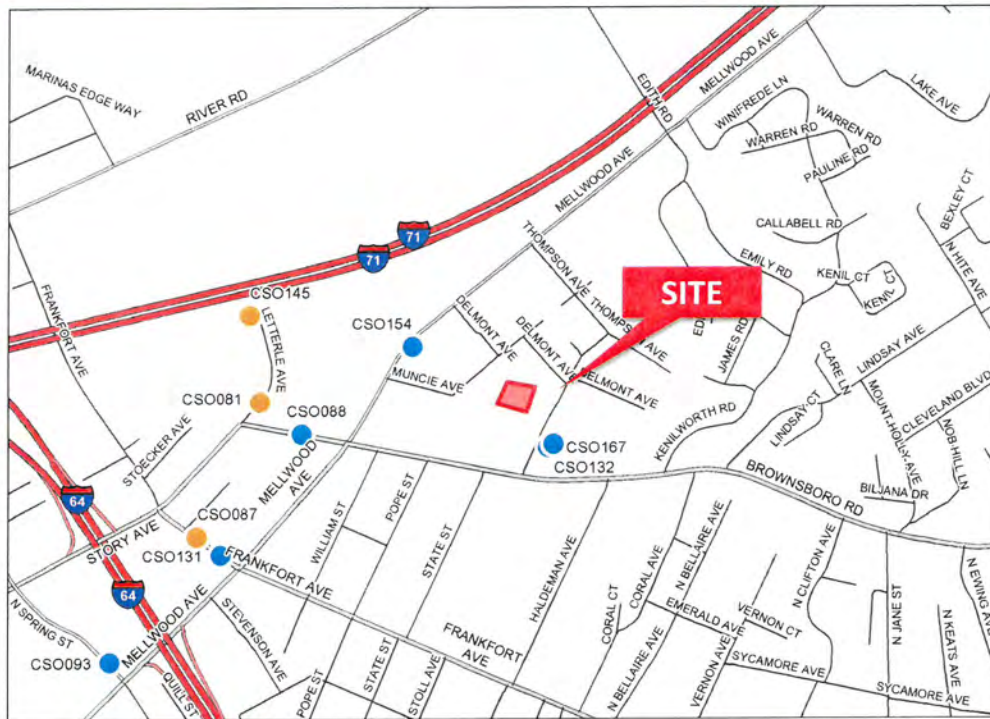 MARINAS EDGE WAY
RIVER RD
EDITH RD
MELLWOOD AVE
LAKE AVE
WINIFREDE LN
WARREN RD
WARREN RD
PAULINE RD
BEXLEY CT
MELLWOOD AVE
CALLABELL RD
N HITE AVE
71
71
THOMPSON AVE
EMILY RD
KENIL CT
KENIL CT
SITE
CSO145
FRANKFORT AVE
LETTERLE AVE
CSO154
DELMONT AVE
THOMPSON AVE
DELMONT AVE
DELMONT AVE
JAMES RD
LINDSAY AVE
CLARE LN
MUNCIE AVE
CSO081
CSO088
STOECKER AVE
MELLWOOD AVE
CSO167
CSO132
KENILWORTH RD
LINDSAY CT
MOUNT HOLLY AVE
CLEVELAND BLVD
NOB HILL LN
BROWNSBORO RD
BILJANA DR
64
STORY AVE
CSO087
CSO131
FRANKFORT AVE
WILLIAM ST
POPE ST
STATE ST
HALDEMAN AVE
CORAL AVE
CORAL CT
N BELLAIRE AVE
N CLIFTON AVE
N JANE ST
N EWING AVE
N KEATS AVE
64
N SPRING ST
CSO093
MELLWOOD AVE
QUILL ST
STEVENSON AVE
POPE ST
STATE ST
STOLL AVE
FRANKFORT AVE
N BELLAIRE AVE
EMERALD AVE
VERNON CT
VERNON AVE
SYCAMORE AVE
SYCAMORE AVE